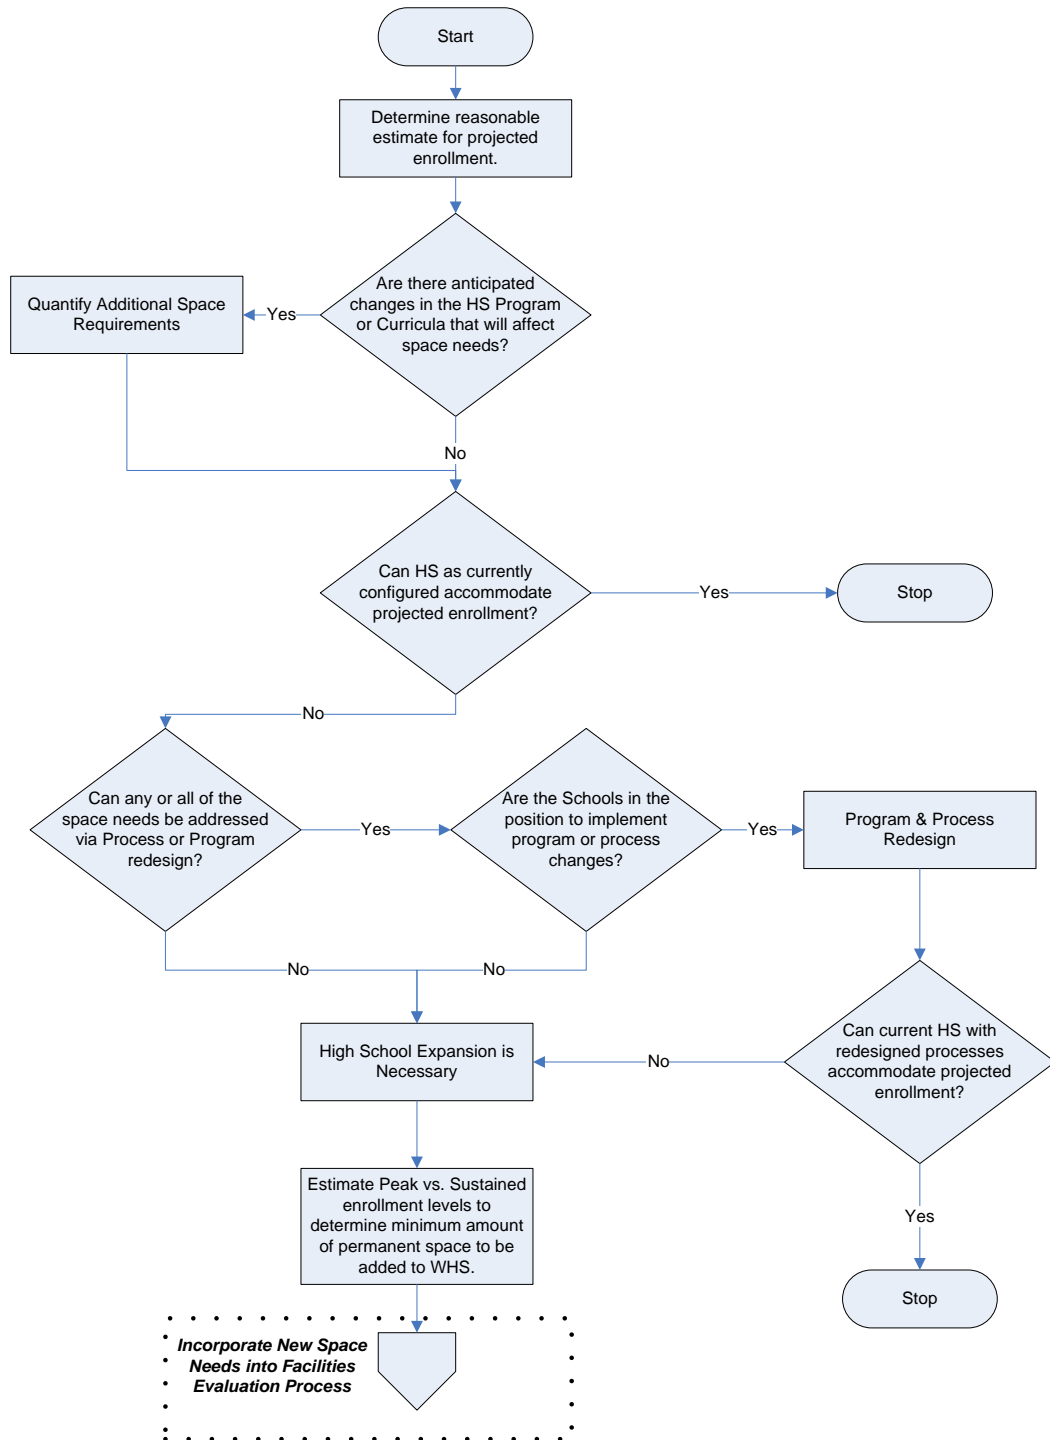 Start
Determine reasonable
estimate for projected
enrollment.
Are there anticipated
changes in the HS Program
or Curricula that will affect
space needs?
Yes
Quantify Additional Space
Requirements
No
Can HS as currently
configured accommodate
projected enrollment?
Yes
Stop
No
Can any or all of the
space needs be addressed
via Process or Program
redesign?
Yes
Are the Schools in the
position to implement
program or process
changes?
Yes
Program & Process
Redesign
No
No
High School Expansion is
Necessary
No
Can current HS with
redesigned processes
accommodate projected
enrollment?
Estimate Peak vs. Sustained
enrollment levels to
determine minimum amount
of permanent space to be
added to WHS.
Yes
Stop
Incorporate New Space
Needs into Facilities
Evaluation Process